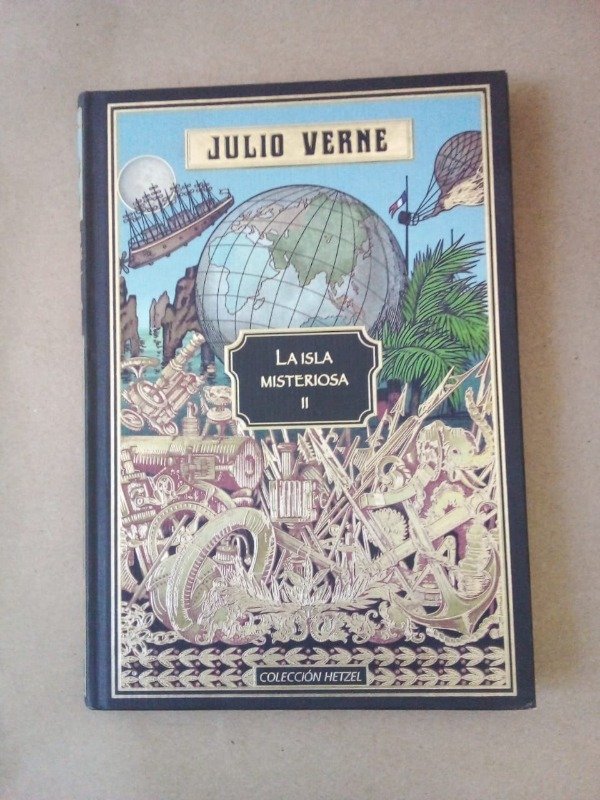 JULIO VERNE
LA ISLA
MISTERIOSA
II
COLECCIÓN HETZEL